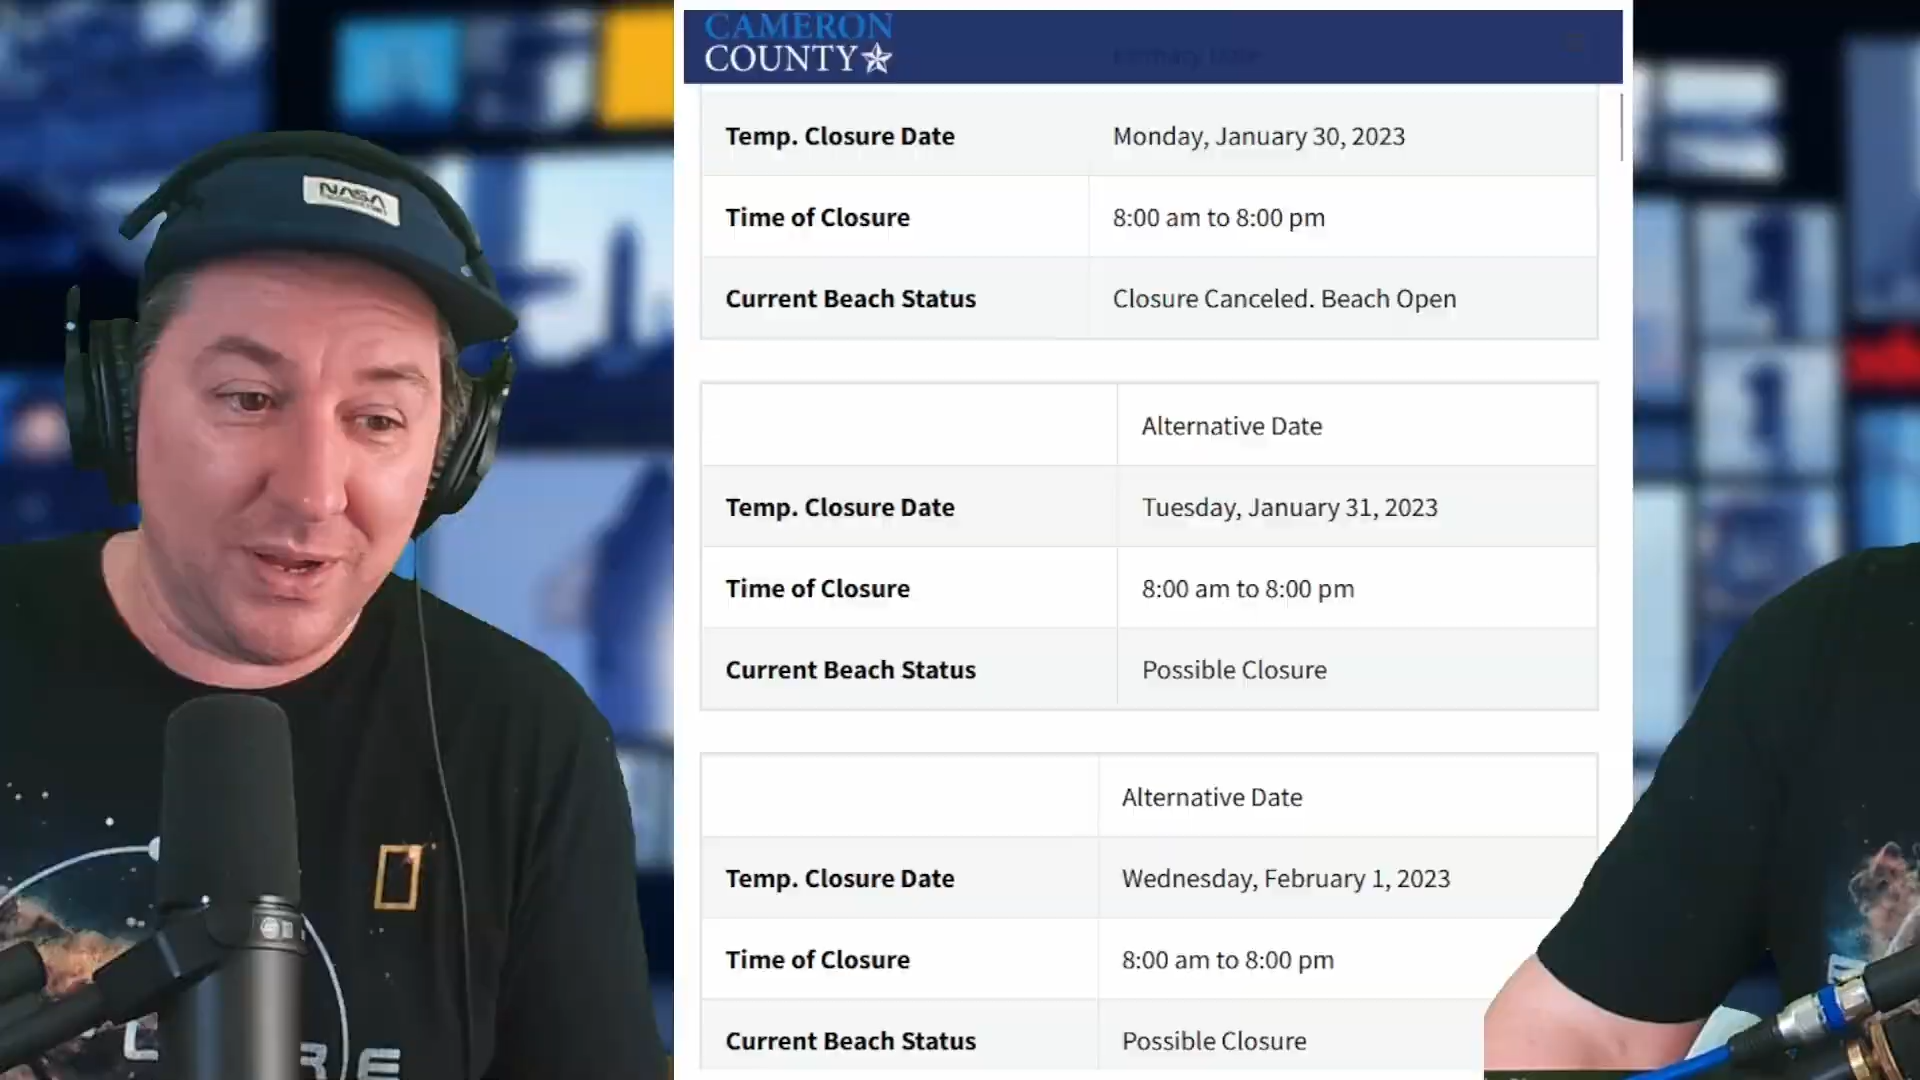 CAMERON
COUNTY
Primary Date
Temp. Closure Date Monday, January 30, 2023
Time of Closure 8:00 am to 8:00 pm
Current Beach Status Closure Canceled. Beach Open
Alternative Date
Temp. Closure Date Tuesday, January 31, 2023
Time of Closure 8:00 am to 8:00 pm
Current Beach Status Possible Closure
Alternative Date
Temp. Closure Date Wednesday, February 1, 2023
Time of Closure 8:00 am to 8:00 pm
Current Beach Status Possible Closure
NASA